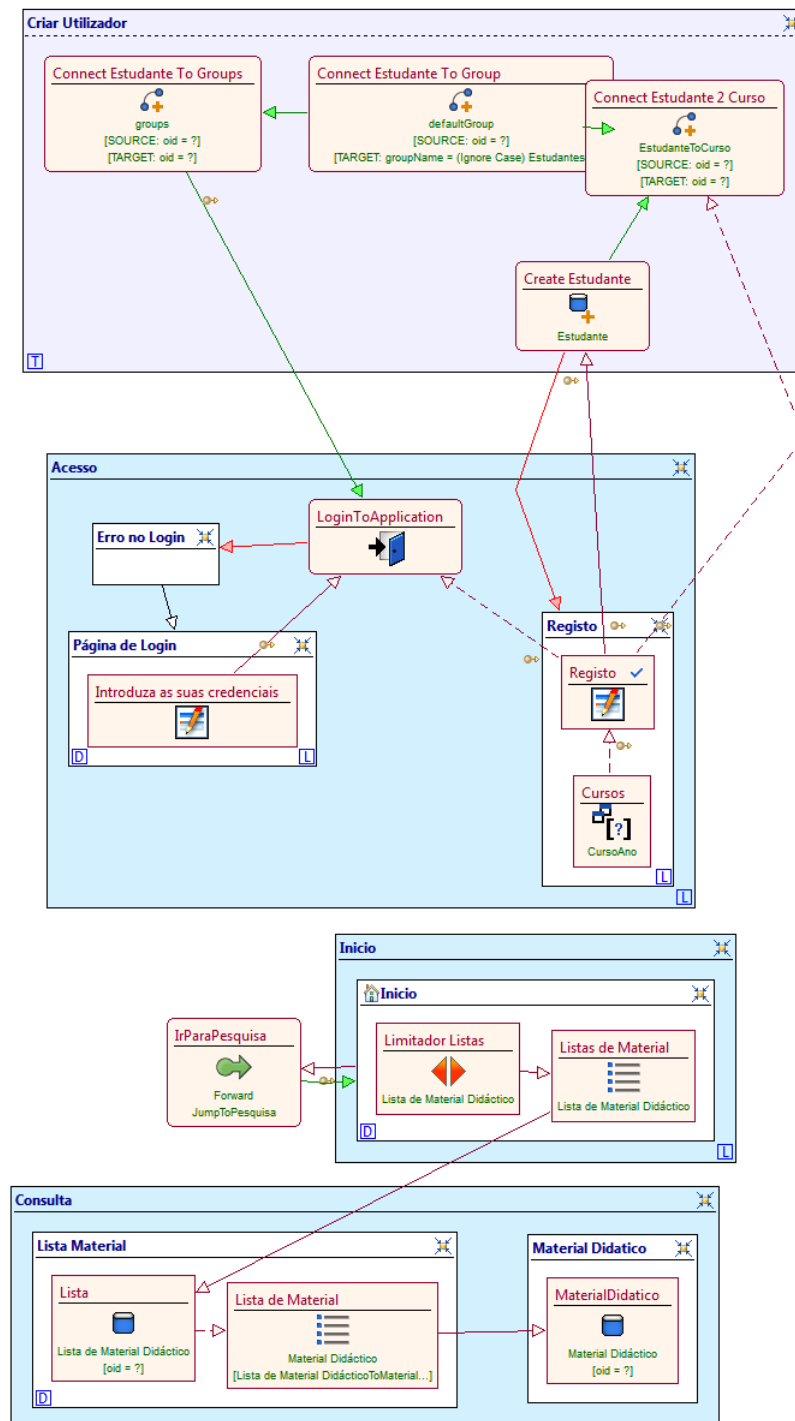 Criar Utilizador
Connect Estudante To Groups
groups
[SOURCE: oid = ?]
[TARGET: oid = ?]
Connect Estudante To Group
defaultGroup
[SOURCE: oid = ?]
[TARGET: groupName = (Ignore Case) Estudantes
Connect Estudante 2 Curso
EstudanteToCurso
[SOURCE: oid = ?]
[TARGET: oid = ?]
Create Estudante
Estudante
T
Acesso
LoginToApplication
Erro no Login
Página de Login
Introduza as suas credenciais
D
L
Registo
Registo
Cursos
[?]
CursoAno
L
L
Inicio
Inicio
IrParaPesquisa
Forward
JumpToPesquisa
Limitador Listas
Lista de Material Didáctico
Listas de Material
Lista de Material Didáctico
D
L
Consulta
Lista Material
Lista
Lista de Material Didáctico
[oid = ?]
Lista de Material
Material Didáctico
[Lista de Material DidácticoToMaterial...]
D
Material Didatico
MaterialDidatico
Material Didáctico
[oid = ?]